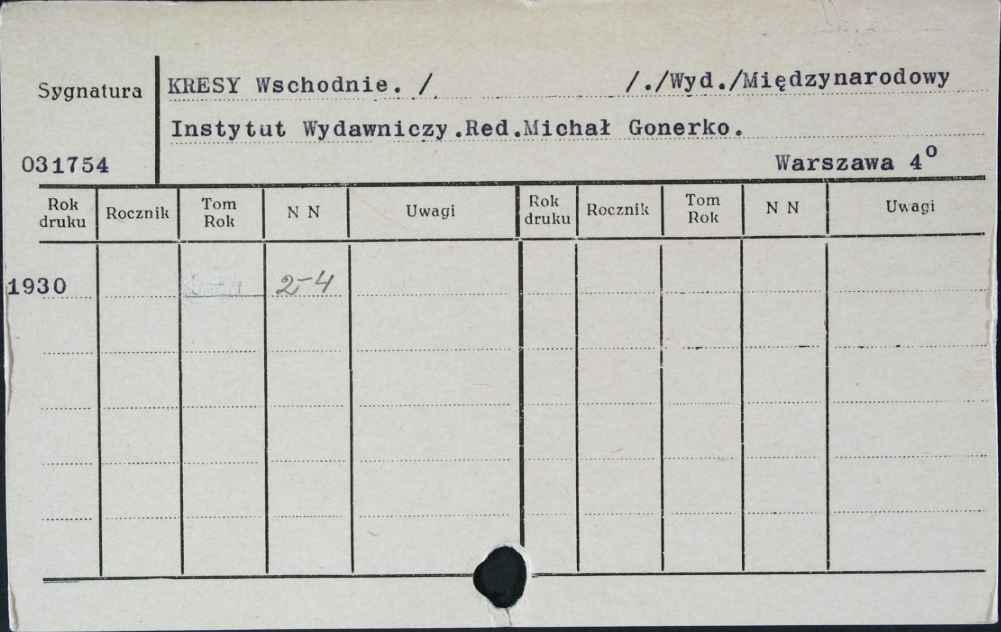 KRESY Wschodnie. / /./Wyd./Międzynarodowy
Sygnatura
Instytut Wydawniczy.Red.Michał Gonerko.
031754
Warszawa 4º
Rok druku Rocznik Tom Rok N N Uwagi Rok druku Rocznik Tom Rok N N Uwagi
1930 2-4